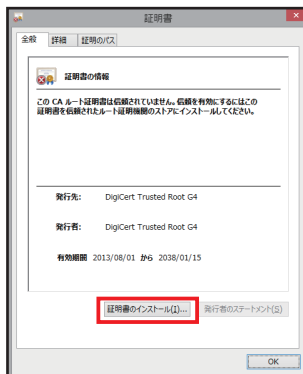 証明書
全般 詳細 証明のパス
証明書の情報
この CA ルート証明書は信頼されていません。信頼を有効にするにはこの
証明書を信頼されたルート証明機関のストアにインストールしてください。
発行先: DigiCert Trusted Root G4
発行者: DigiCert Trusted Root G4
有効期間 2013/08/01 から 2038/01/15
証明書のインストール(I)... 発行者のステートメント(S)
OK